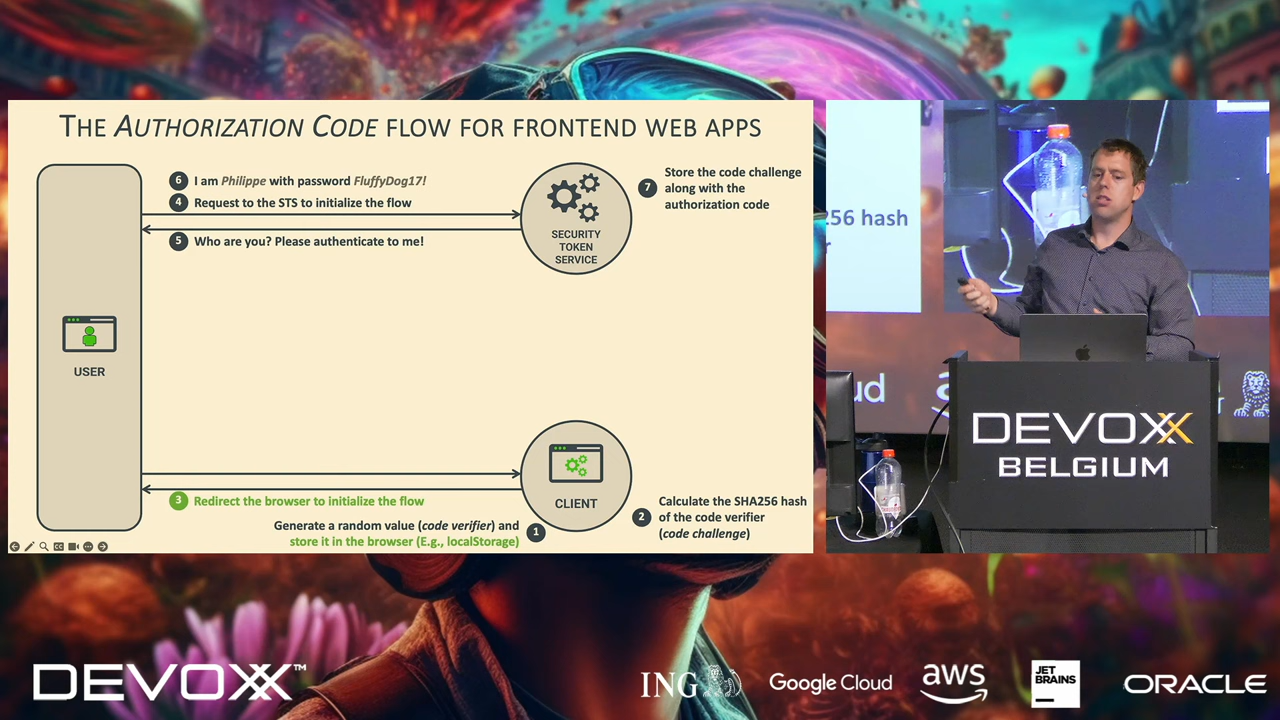 THE AUTHORIZATION CODE FLOW FOR FRONTEND WEB APPS
6 I am Philippe with password FluffyDog17!
4 Request to the STS to initialize the flow
5 Who are you? Please authenticate to me!
SECURITY
TOKEN
SERVICE
7 Store the code challenge
along with the
authorization code
USER
3 Redirect the browser to initialize the flow
CLIENT
Generate a random value (code verifier) and
store it in the browser (E.g., localStorage)
1
2 Calculate the SHA256 hash
of the code verifier
(code challenge)
256 hash
DEVOXX
BELGIUM
DEVOXX™
ING
Google Cloud
aws
JET
BRAINS
ORACLE